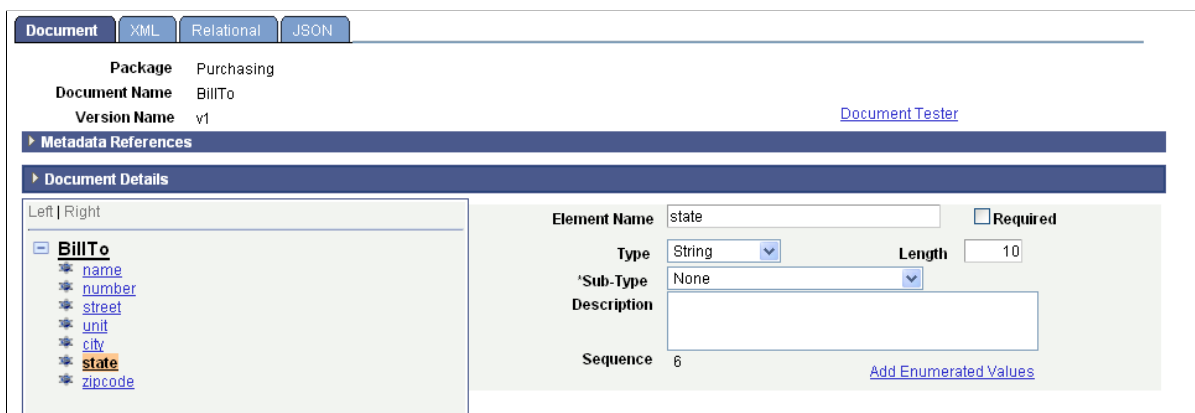 Document XML Relational JSON
Package Purchasing
Document Name BillTo
Version Name v1 Document Tester
Metadata References
Document Details
Left | Right
BillTo
name
number
street
unit
city
state
zipcode
Element Name state Required
Type String Length 10
*Sub-Type None
Description
Sequence 6
Add Enumerated Values